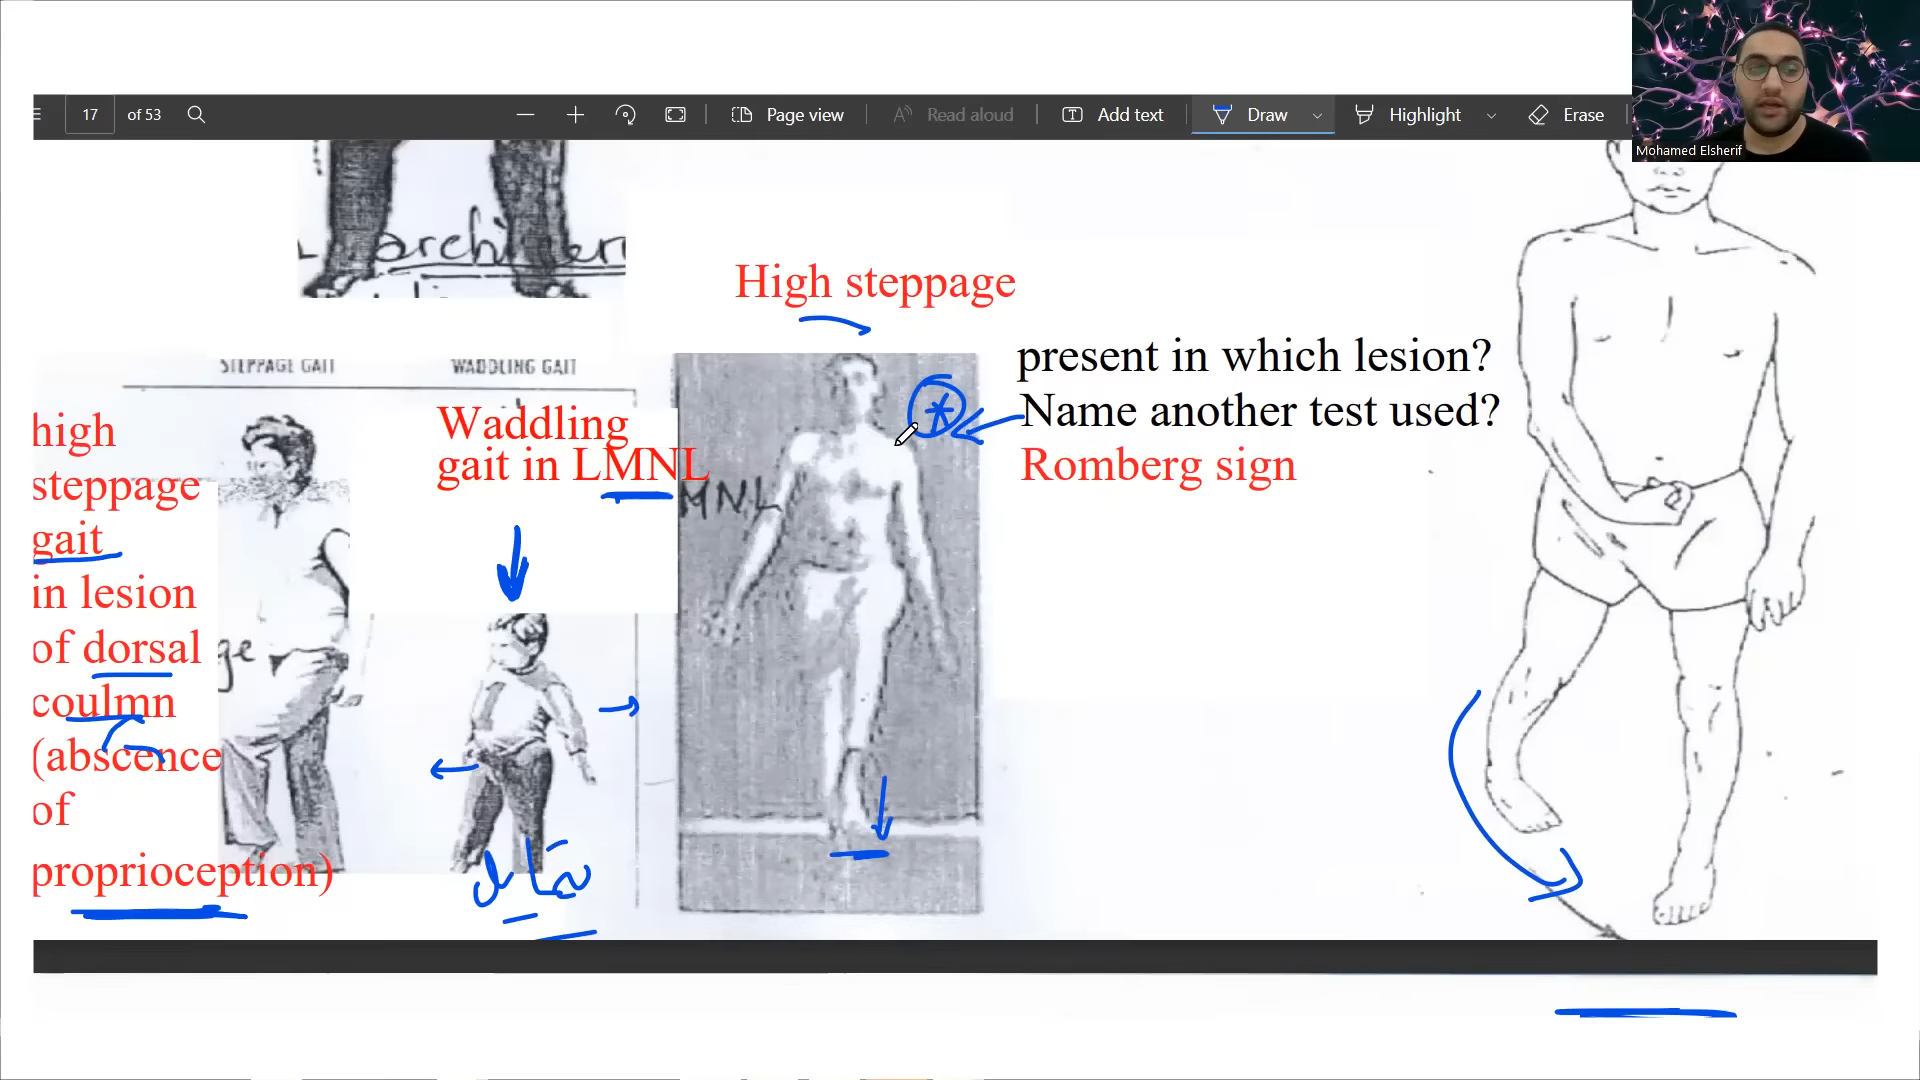 17 of 53 Page view Read aloud Add text Draw Highlight Erase
Mohamed Elsherif
High steppage
present in which lesion?
Name another test used?
Romberg sign
STEPPAGE GAIT WADDLING GAIT
Waddling
gait in LMNL
MNL
high
steppage
gait
in lesion
of dorsal
coulmn
(abscence
of
proprioception)